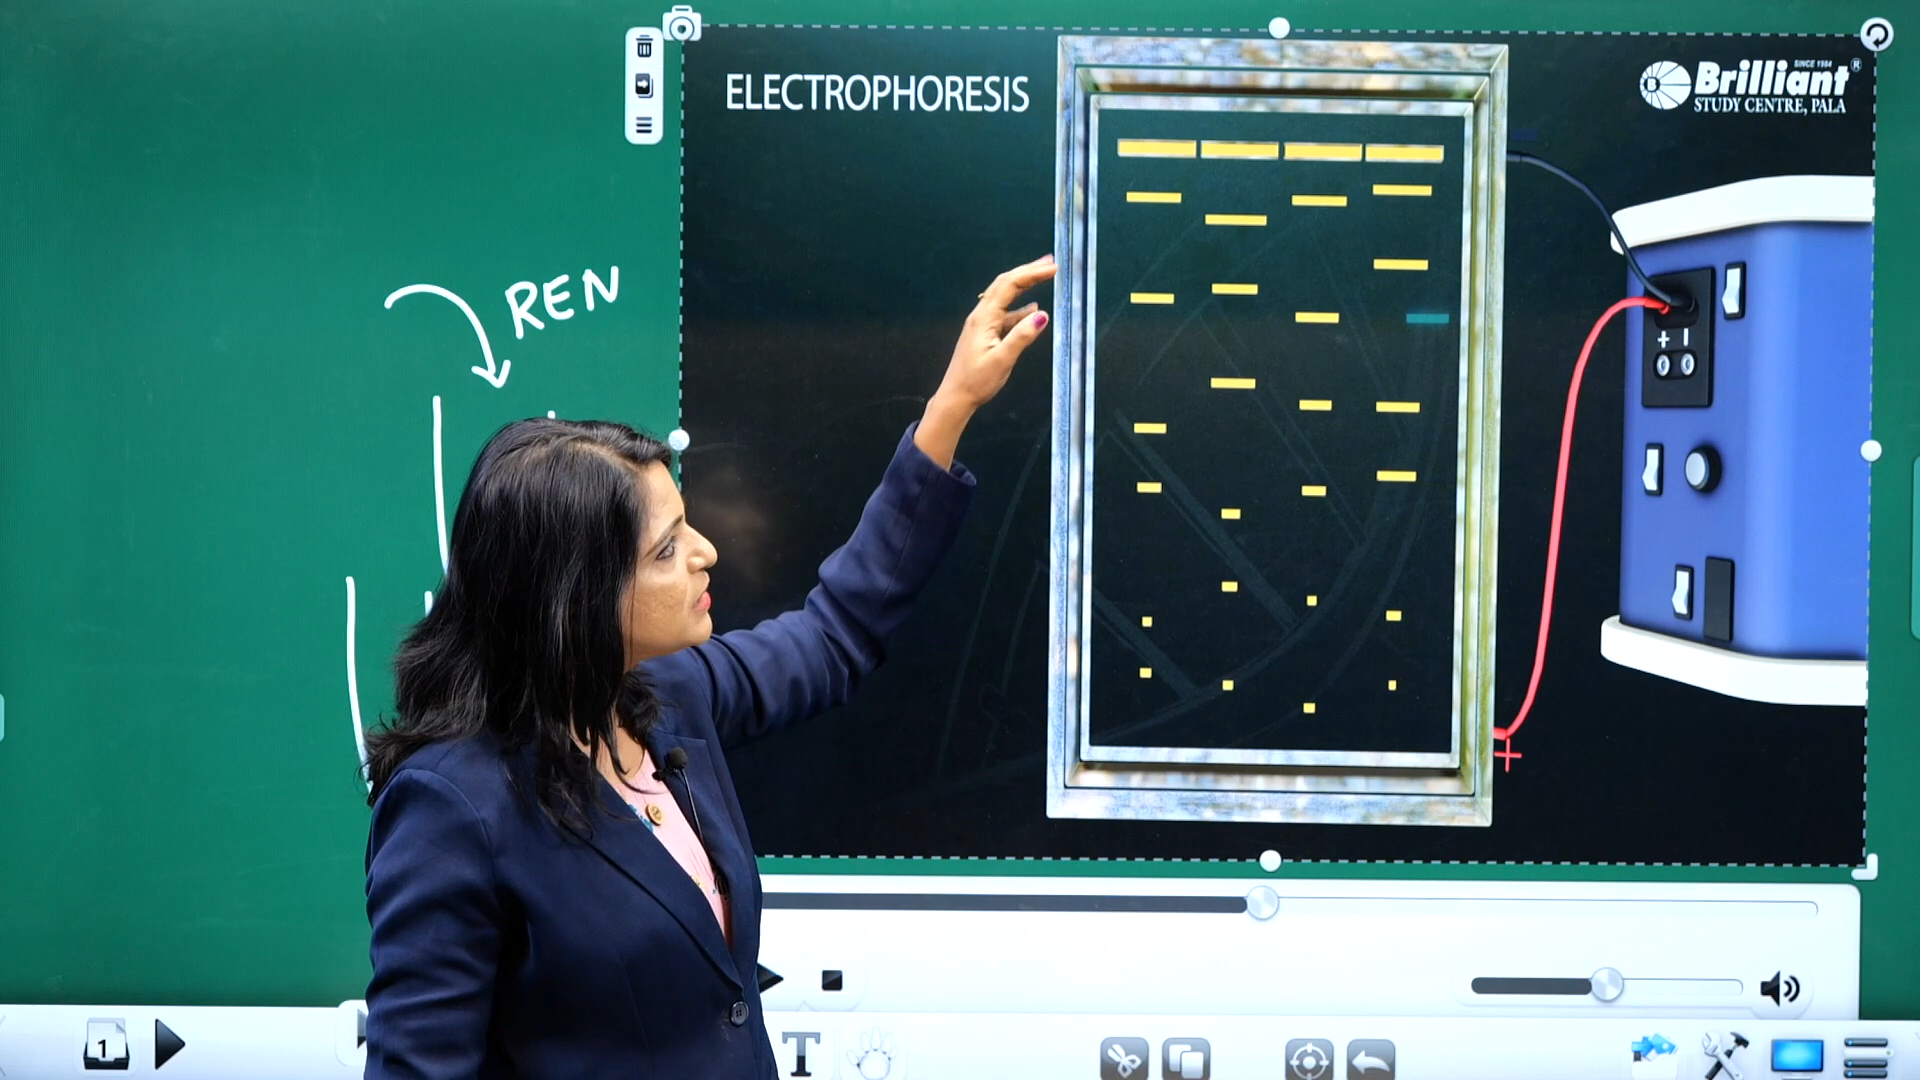 ELECTROPHORESIS
SINCE 1984
Brilliant®
STUDY CENTRE, PALA
REN
+
+
1
T